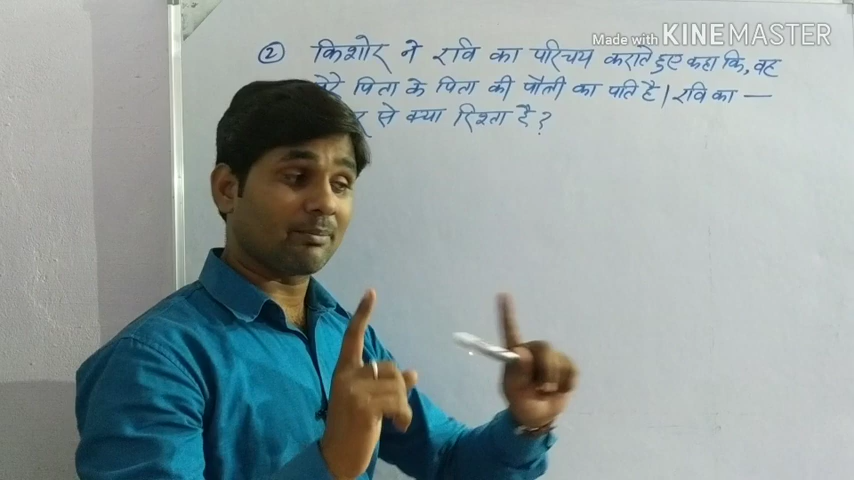 Made with KINEMASTER
② किशोर ने रवि का परिचय कराते हुए कहा कि, वह
पिता के पिता की पोती का पति है। रवि का —
से क्या रिश्ता है?